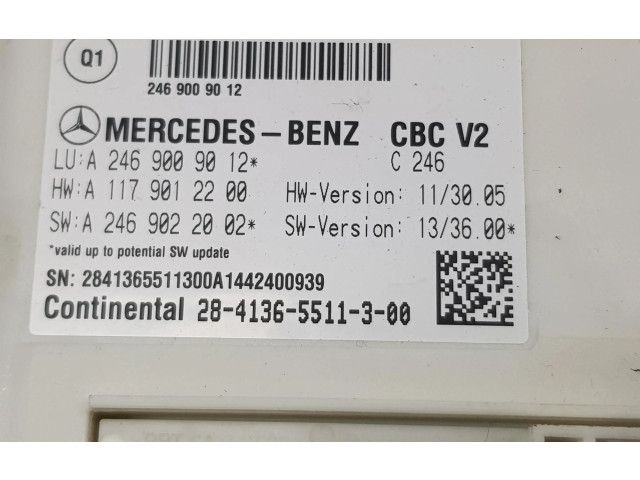 Q1
246 900 90 12
MERCEDES-BENZ CBC V2
LU:A 246 900 90 12* C 246
HW:A 117 901 22 00 HW-Version: 11/30.05
SW:A 246 902 20 02* SW-Version: 13/36.00*
*valid up to potential SW update
SN: 2841365511300A1442400939
Continental 28-4136-5511-3-00